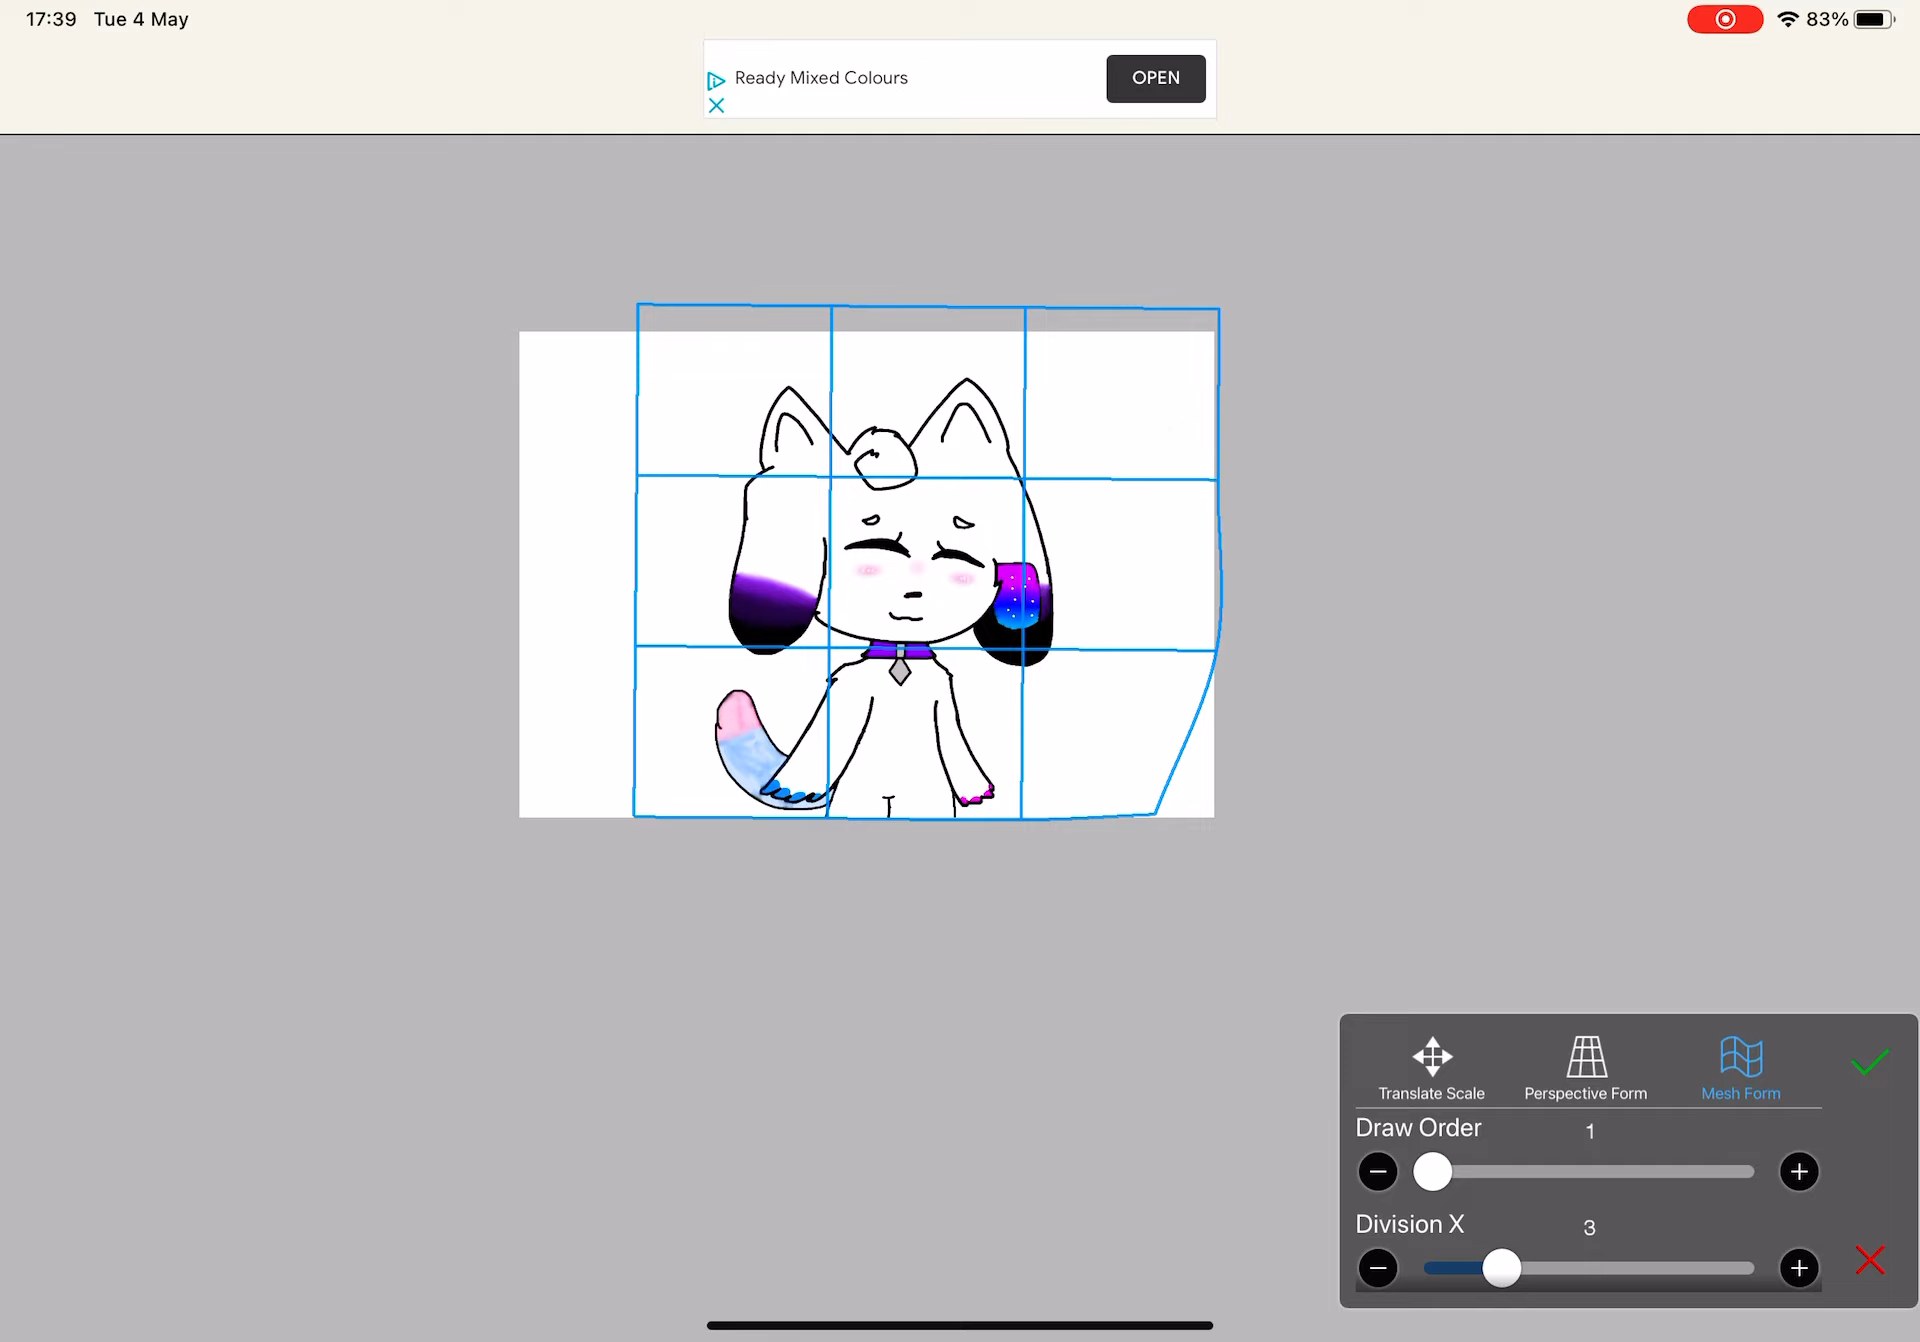 17:39 Tue 4 May
83%
Ready Mixed Colours
OPEN
Translate Scale
Perspective Form
Mesh Form
Draw Order
1
Division X
3